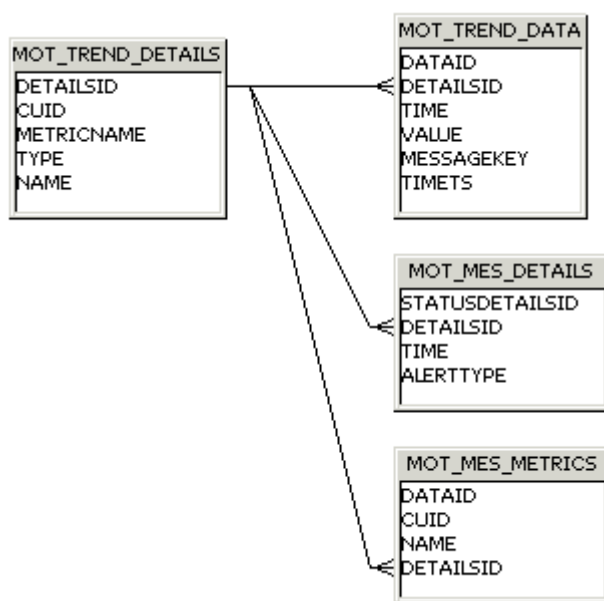 MOT_TREND_DETAILS
DETAILSID
CUID
METRICNAME
TYPE
NAME
MOT_TREND_DATA
DATAID
DETAILSID
TIME
VALUE
MESSAGEKEY
TIMETS
MOT_MES_DETAILS
STATUSDETAILSID
DETAILSID
TIME
ALERTTYPE
MOT_MES_METRICS
DATAID
CUID
NAME
DETAILSID